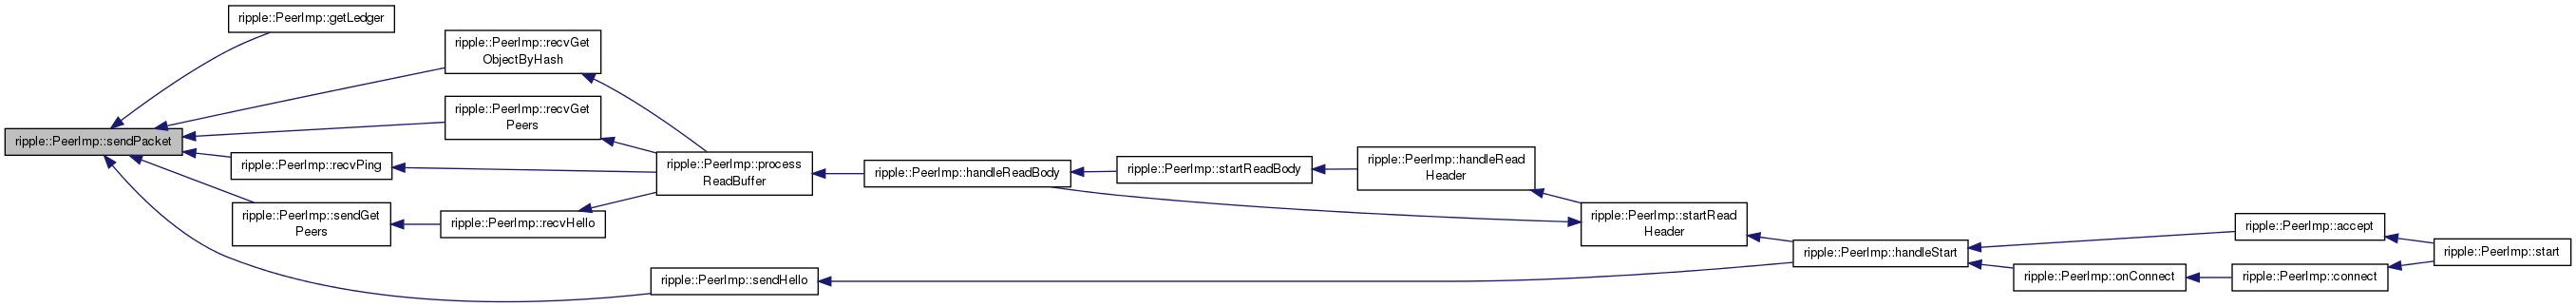 ripple::PeerImp::getLedger
ripple::PeerImp::recvGet
ObjectByHash
ripple::PeerImp::recvGet
Peers
ripple::PeerImp::sendPacket
ripple::PeerImp::recvPing
ripple::PeerImp::sendGet
Peers
ripple::PeerImp::recvHello
ripple::PeerImp::sendHello
ripple::PeerImp::process
ReadBuffer
ripple::PeerImp::handleReadBody
ripple::PeerImp::startReadBody
ripple::PeerImp::handleRead
Header
ripple::PeerImp::startRead
Header
ripple::PeerImp::handleStart
ripple::PeerImp::accept
ripple::PeerImp::onConnect
ripple::PeerImp::connect
ripple::PeerImp::start